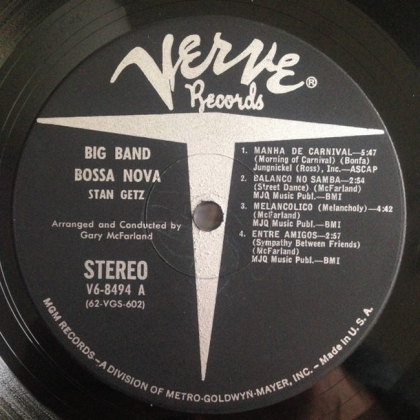 VERVE®
Records
BIG BAND
BOSSA NOVA
STAN GETZ
Arranged and Conducted by
Gary McFarland
STEREO
V6-8494 A
(62-VGS-602)
1. MANHA DE CARNIVAL—5:47
(Morning of Carnival) (Bonfa)
Jungnickel (Ross), Inc.—ASCAP
2. BALANCO NO SAMBA—2:54
(Street Dance) (McFarland)
MJQ Music Publ.—BMI
3. MELANCOLICO (Melancholy)—4:42
(McFarland)
MJQ Music Publ.—BMI
4. ENTRE AMIGOS—2:57
(Sympathy Between Friends)
(McFarland)
MJQ Music Publ.—BMI
MGM RECORDS—A DIVISION OF METRO-GOLDWYN-MAYER, INC. – Made in U. S. A.